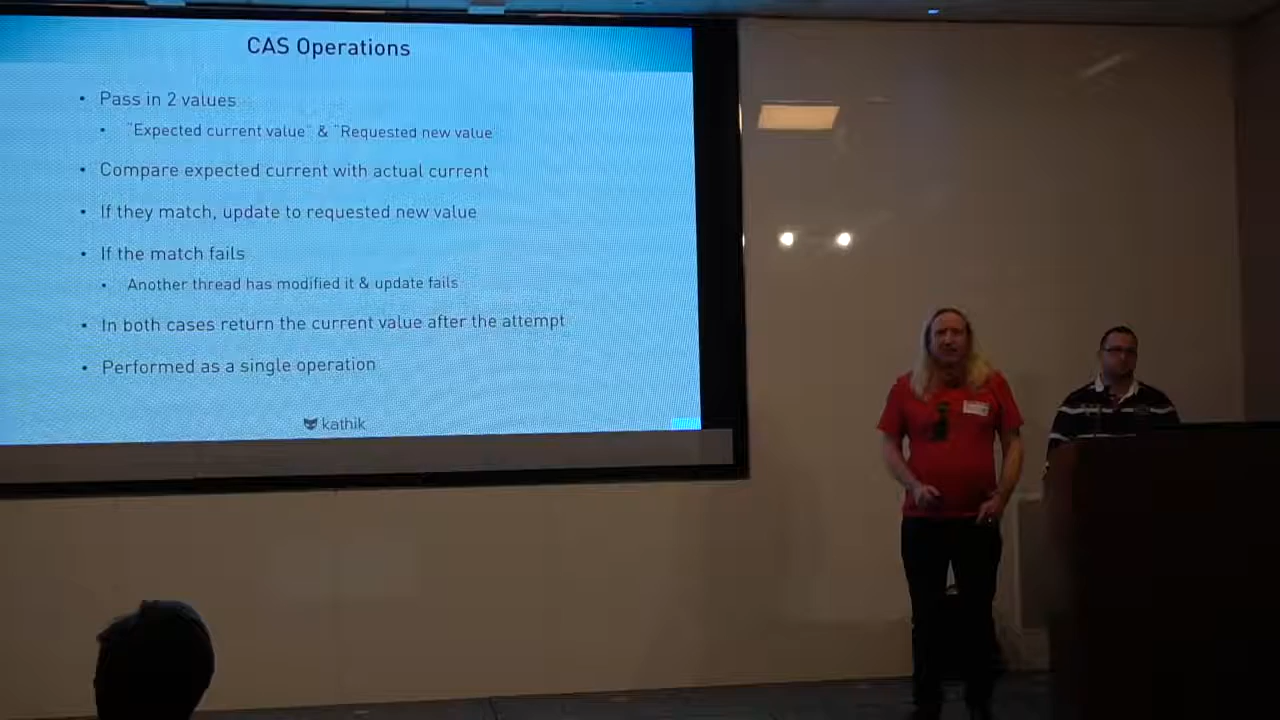 CAS Operations
• Pass in 2 values
• "Expected current value" & "Requested new value
• Compare expected current with actual current
• If they match, update to requested new value
• If the match fails
• Another thread has modified it & update fails
• In both cases return the current value after the attempt
• Performed as a single operation
kathik